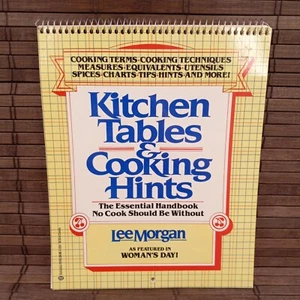 COOKING TERMS·COOKING TECHNIQUES
MEASURES·EQUIVALENTS·UTENSILS
SPICES·CHARTS·TIPS·HINTS·AND MORE!
Kitchen
Tables
& Cooking
Hints
The Essential Handbook
No Cook Should Be Without
Lee Morgan
AS FEATURED IN
WOMAN'S DAY!